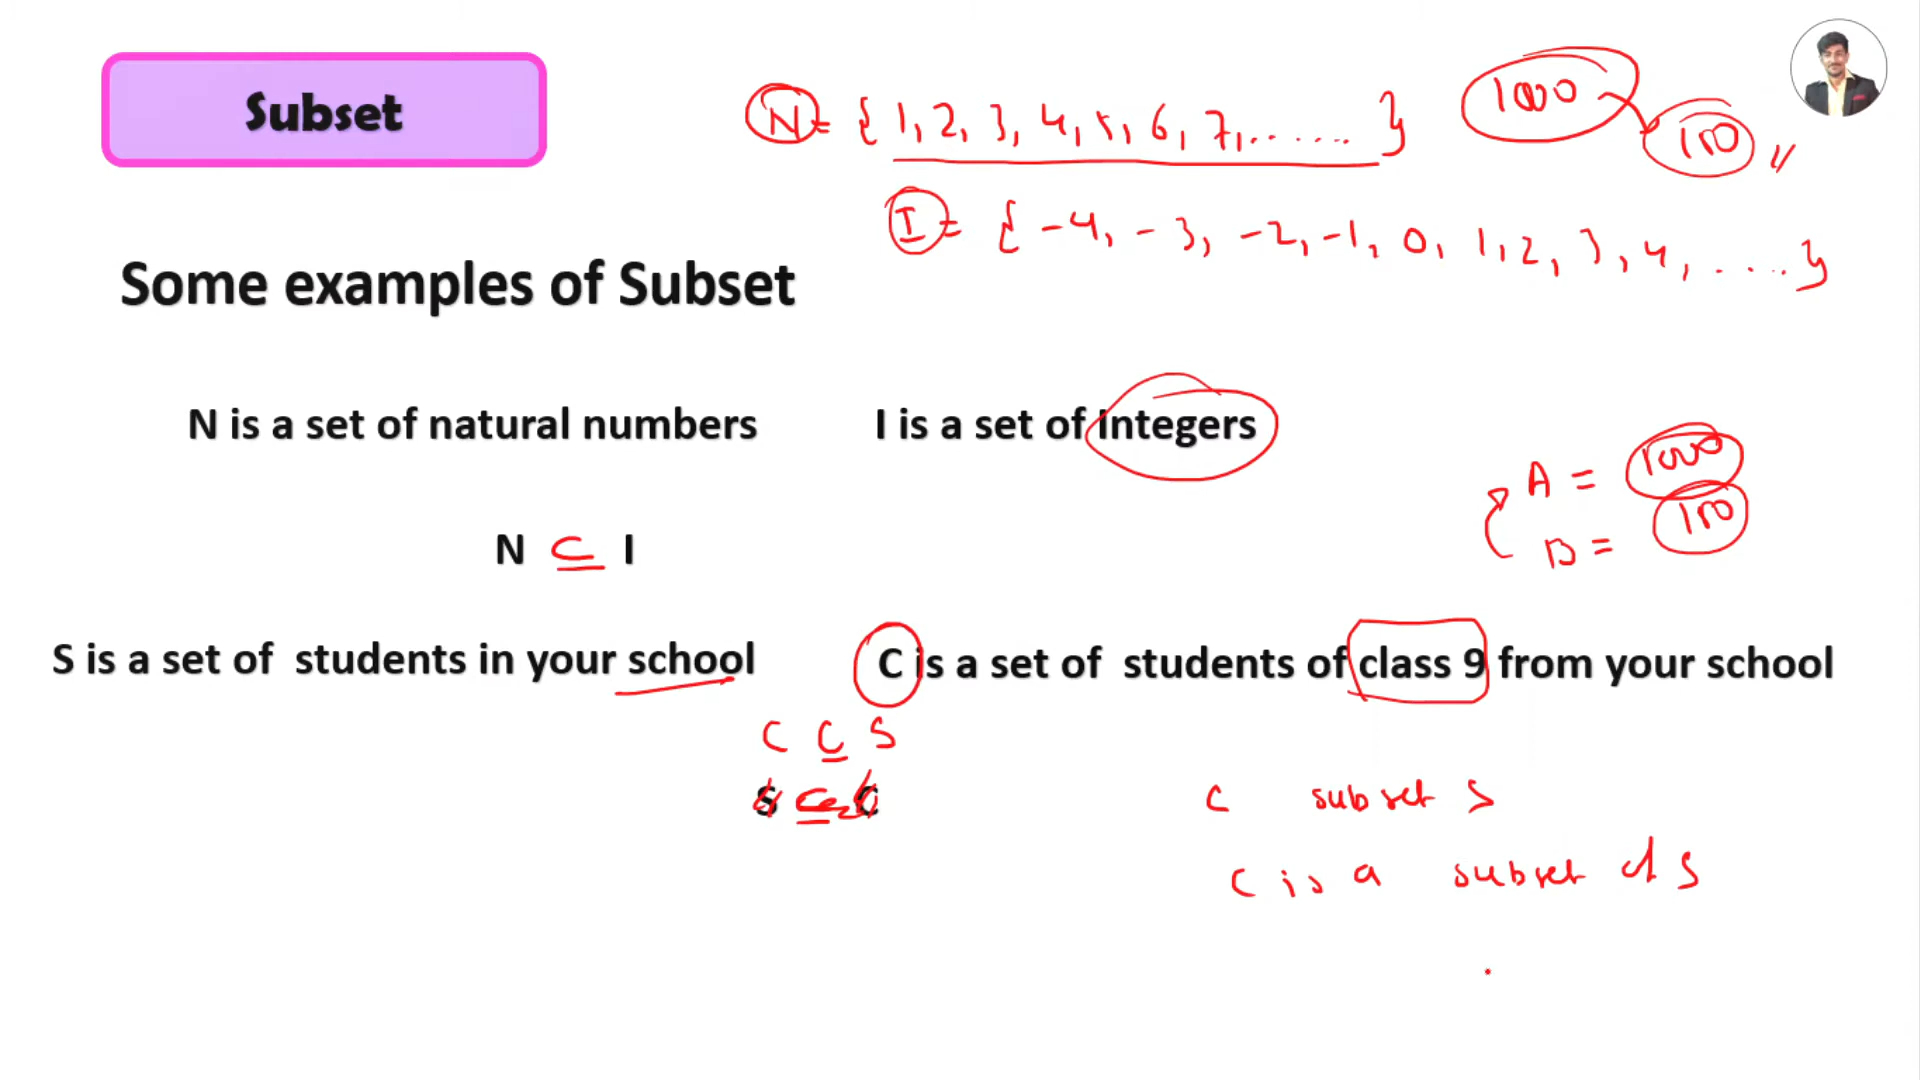 Subset
N = { 1, 2, 3, 4, 5, 6, 7, ...... }
1000
100
I = { -4, -3, -2, -1, 0, 1, 2, 3, 4, ..... }
Some examples of Subset
N is a set of natural numbers
I is a set of Integers
A = 1000
B = 100
N ⊆ I
S is a set of students in your school
C is a set of students of class 9 from your school
C ⊆ S
S ⊆ C
C subset S
C is a subset of S